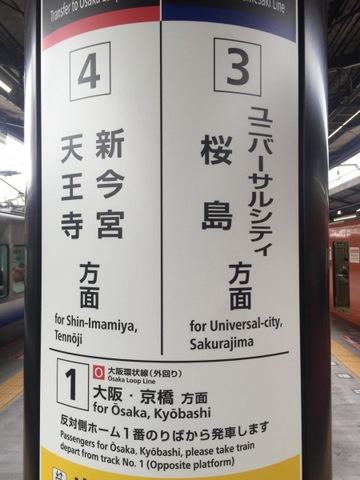 Transfer to Osaka Loop
4
新今宮
天王寺
方面
for Shin-Imamiya,
Tennōji
3
ユニバーサルシティ
桜島
方面
for Universal-city,
Sakurajima
1
O 大阪環状線(外回り)
Osaka Loop Line
大阪・京橋 方面
for Ōsaka, Kyōbashi
反対側ホーム1番のりばから発車します
Passengers for Ōsaka, Kyōbashi, please take train
depart from track No. 1 (Opposite platform)